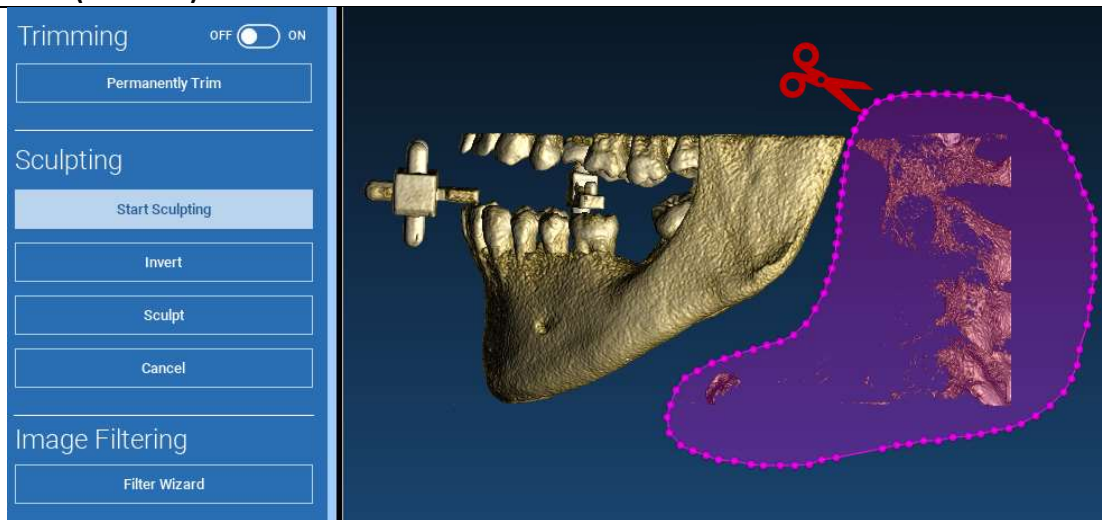 Trimming OFF ON
Permanently Trim
Sculpting
Start Sculpting
Invert
Sculpt
Cancel
Image Filtering
Filter Wizard